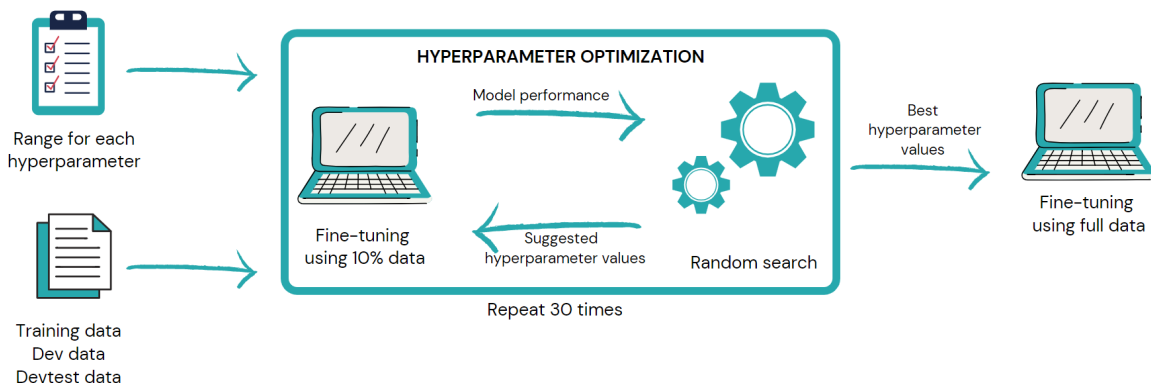 HYPERPARAMETER OPTIMIZATION
Range for each
hyperparameter
Training data
Dev data
Devtest data
Model performance
Fine-tuning
using 10% data
Suggested
hyperparameter values
Random search
Repeat 30 times
Best
hyperparameter
values
Fine-tuning
using full data